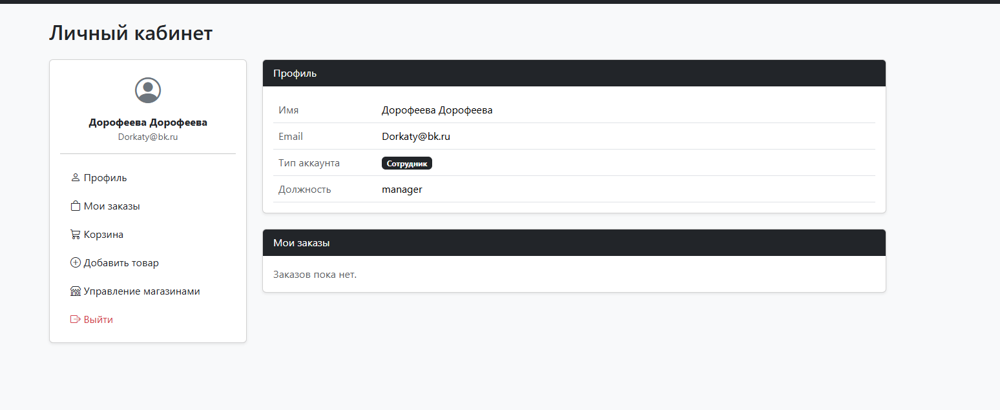 Личный кабинет
Дорофеева Дорофеева
Dorkaty@bk.ru
Профиль
Мои заказы
Корзина
Добавить товар
Управление магазинами
Выйти
Профиль
Имя Дорофеева Дорофеева
Email Dorkaty@bk.ru
Тип аккаунта Сотрудник
Должность manager
Мои заказы
Заказов пока нет.